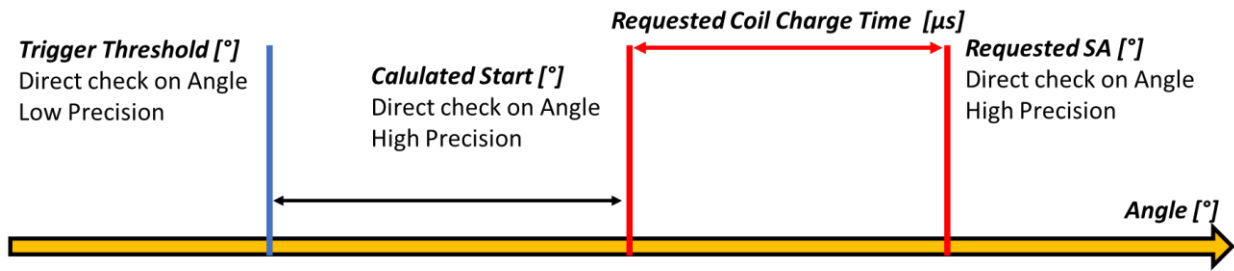 Requested Coil Charge Time [µs]
Trigger Threshold [°]
Direct check on Angle
Low Precision
Calulated Start [°]
Direct check on Angle
High Precision
Requested SA [°]
Direct check on Angle
High Precision
Angle [°]